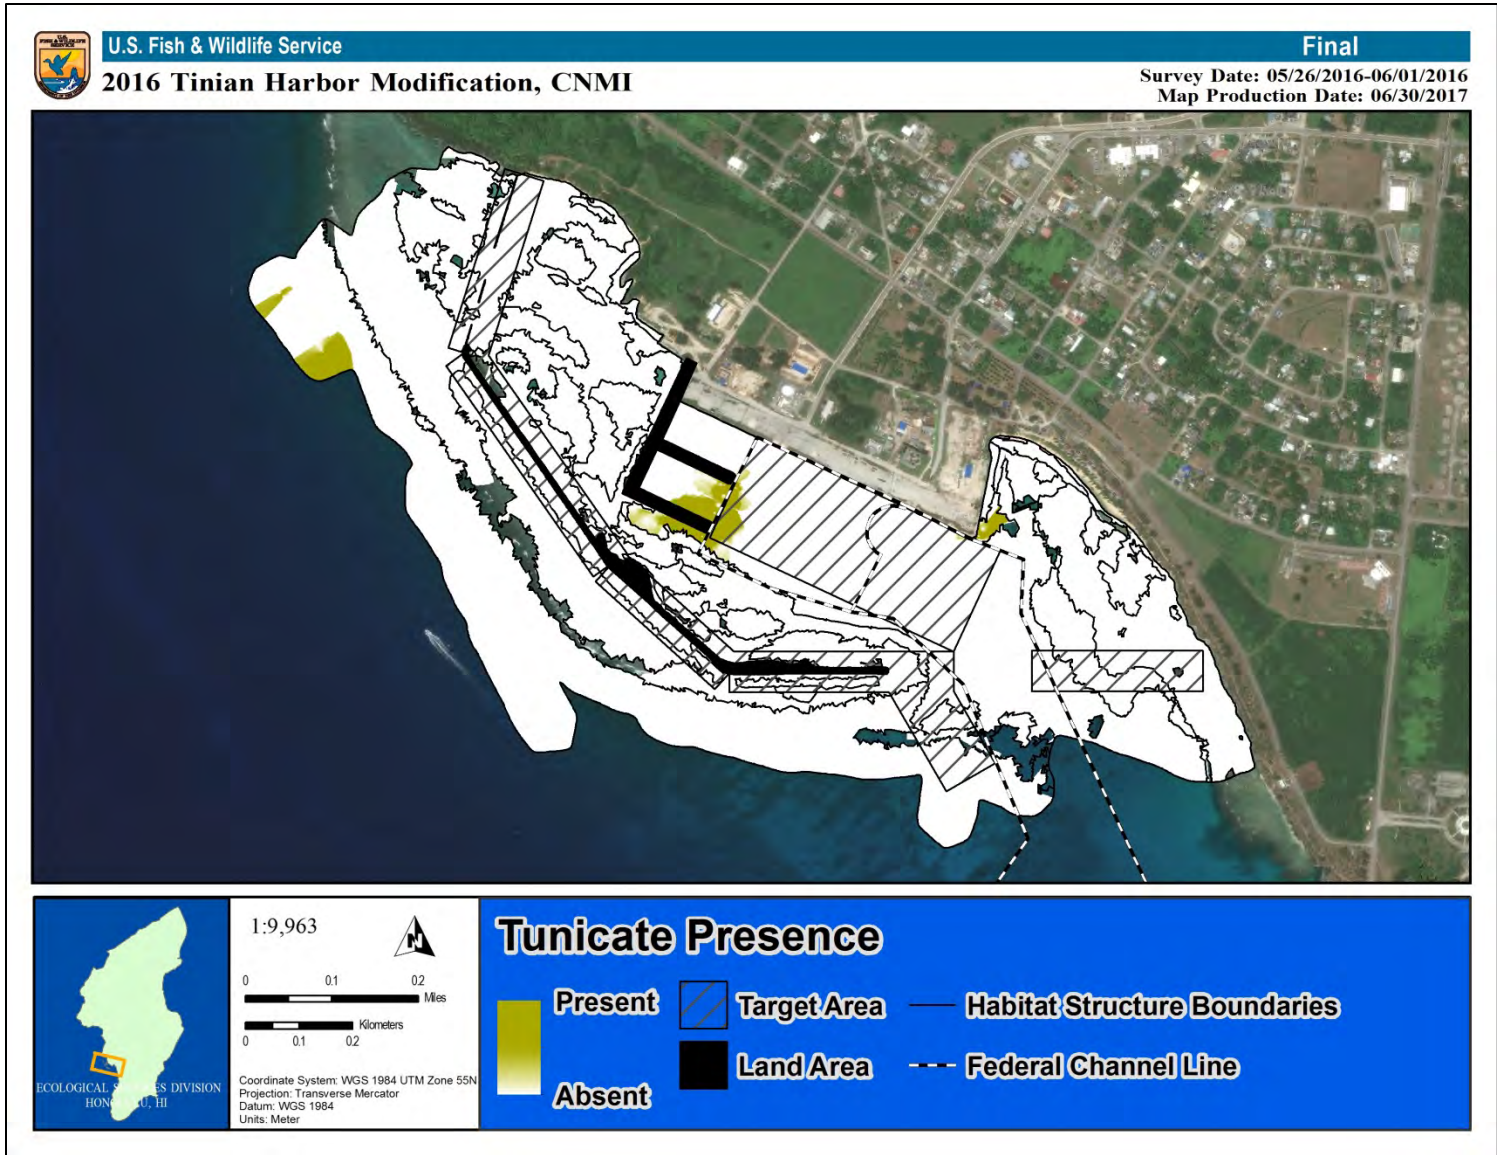 U.S.
FISH & WILDLIFE
SERVICE
U.S. Fish & Wildlife Service
Final
2016 Tinian Harbor Modification, CNMI
Survey Date: 05/26/2016-06/01/2016
Map Production Date: 06/30/2017
ECOLOGICAL DIVISION
HI
1:9,963
N
0 0.1 0.2
Miles
Kilometers
0 0.1 0.2
Coordinate System: WGS 1984 UTM Zone 55N
Projection: Transverse Mercator
Datum: WGS 1984
Units: Meter
Tunicate Presence
Present
Absent
Target Area
Land Area
Habitat Structure Boundaries
Federal Channel Line